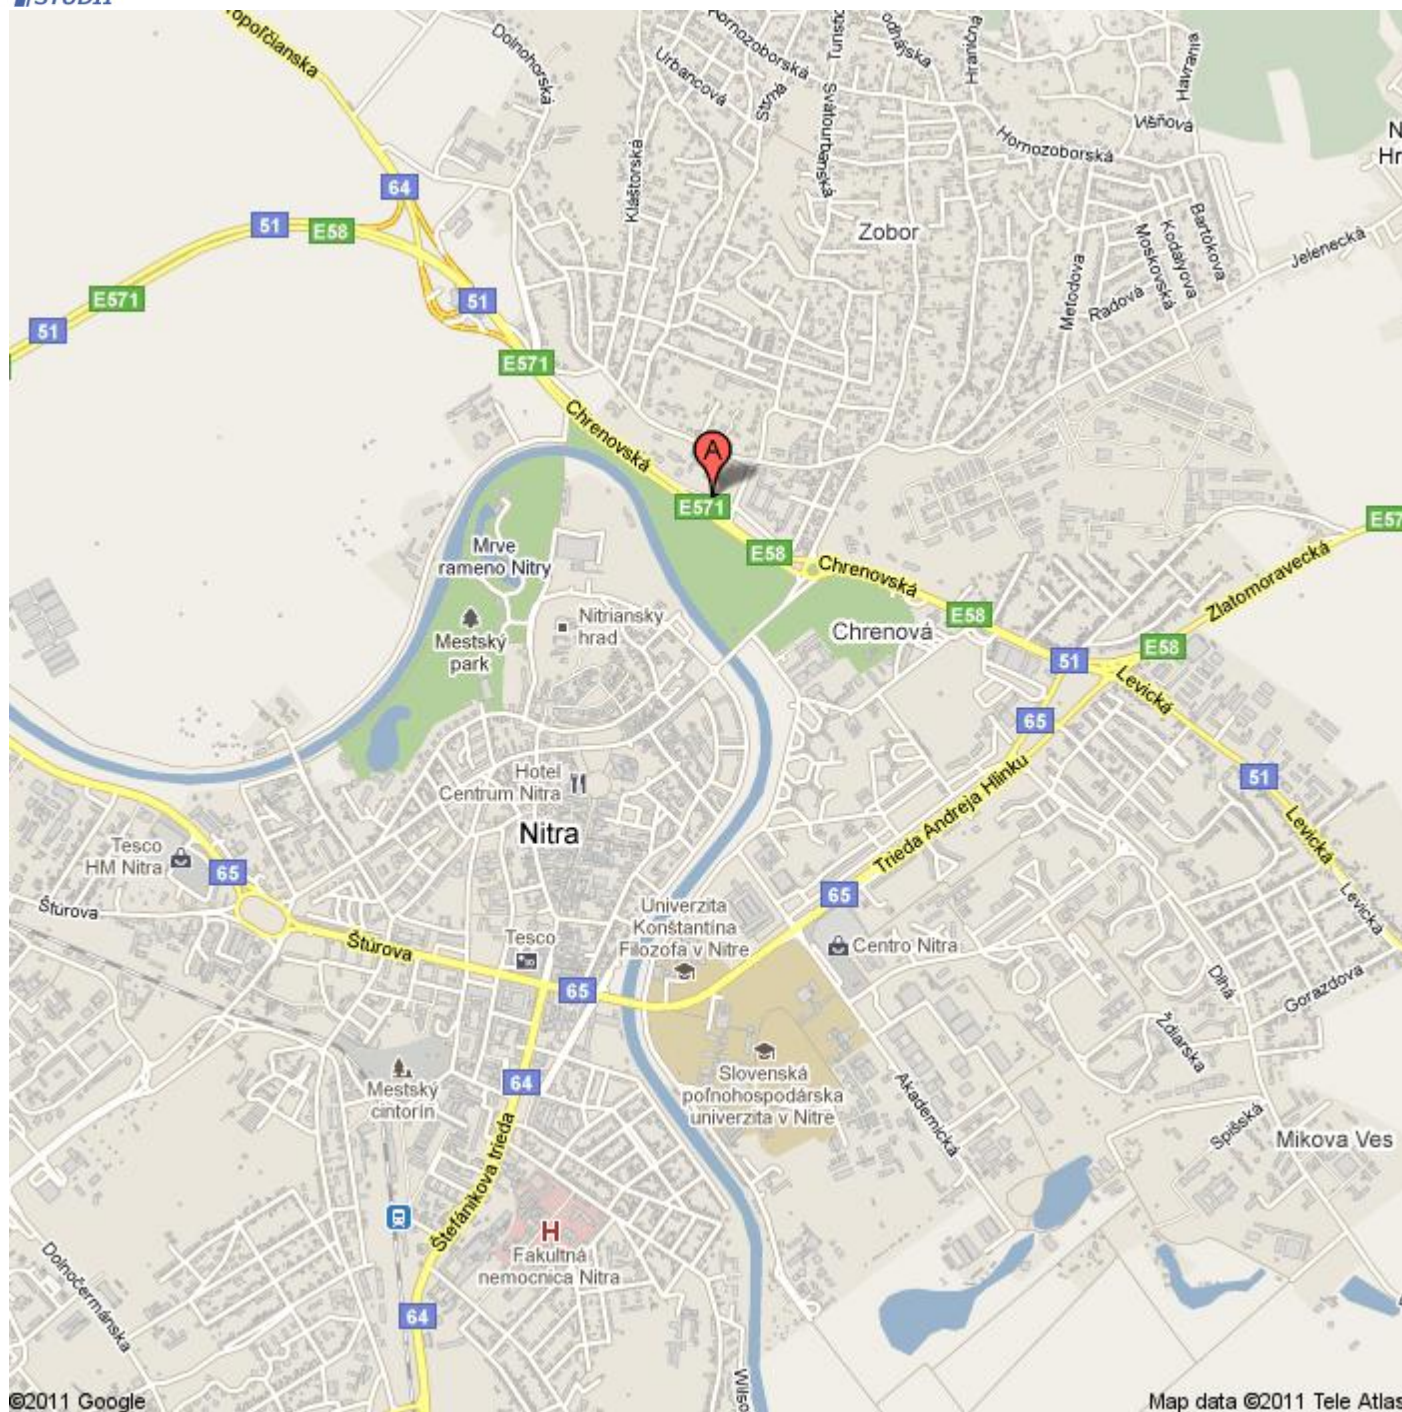 ŠTÚDIÍ
Topoľčianska
Dolnohorská
Hornozoborská
Urbancová
Strmá
Svätourbanská
Hraničná
Havrania
Višňová
Hornozoborská
Kláštorská
Zobor
Bartókova
Kodályova
Moskovská
Metodova
Radová
Jelenecká
64
51
E58
E571
51
51
E571
Chrenovská
A
E571
E58
Chrenovská
E58
Chrenová
Zlatomoravecká
E58
51
Levická
65
51
Levická
Levická
Mrve
rameno Nitry
Mestský
park
Nitriansky
hrad
Hotel
Centrum Nitra
Nitra
Trieda Andreja Hlinku
Tesco
HM Nitra
65
Štúrova
Štúrova
Tesco
65
65
Univerzita
Konštantína
Filozofa v Nitre
Centro Nitra
Dlhá
Gorazdova
Ždiarska
Spišská
Mikova Ves
Akademická
Slovenská
poľnohospodárska
univerzita v Nitre
Mestský
cintorín
64
Štefánikova trieda
H
Fakultná
nemocnica Nitra
Dolnočermánska
64
©2011 Google
Map data ©2011 Tele Atlas